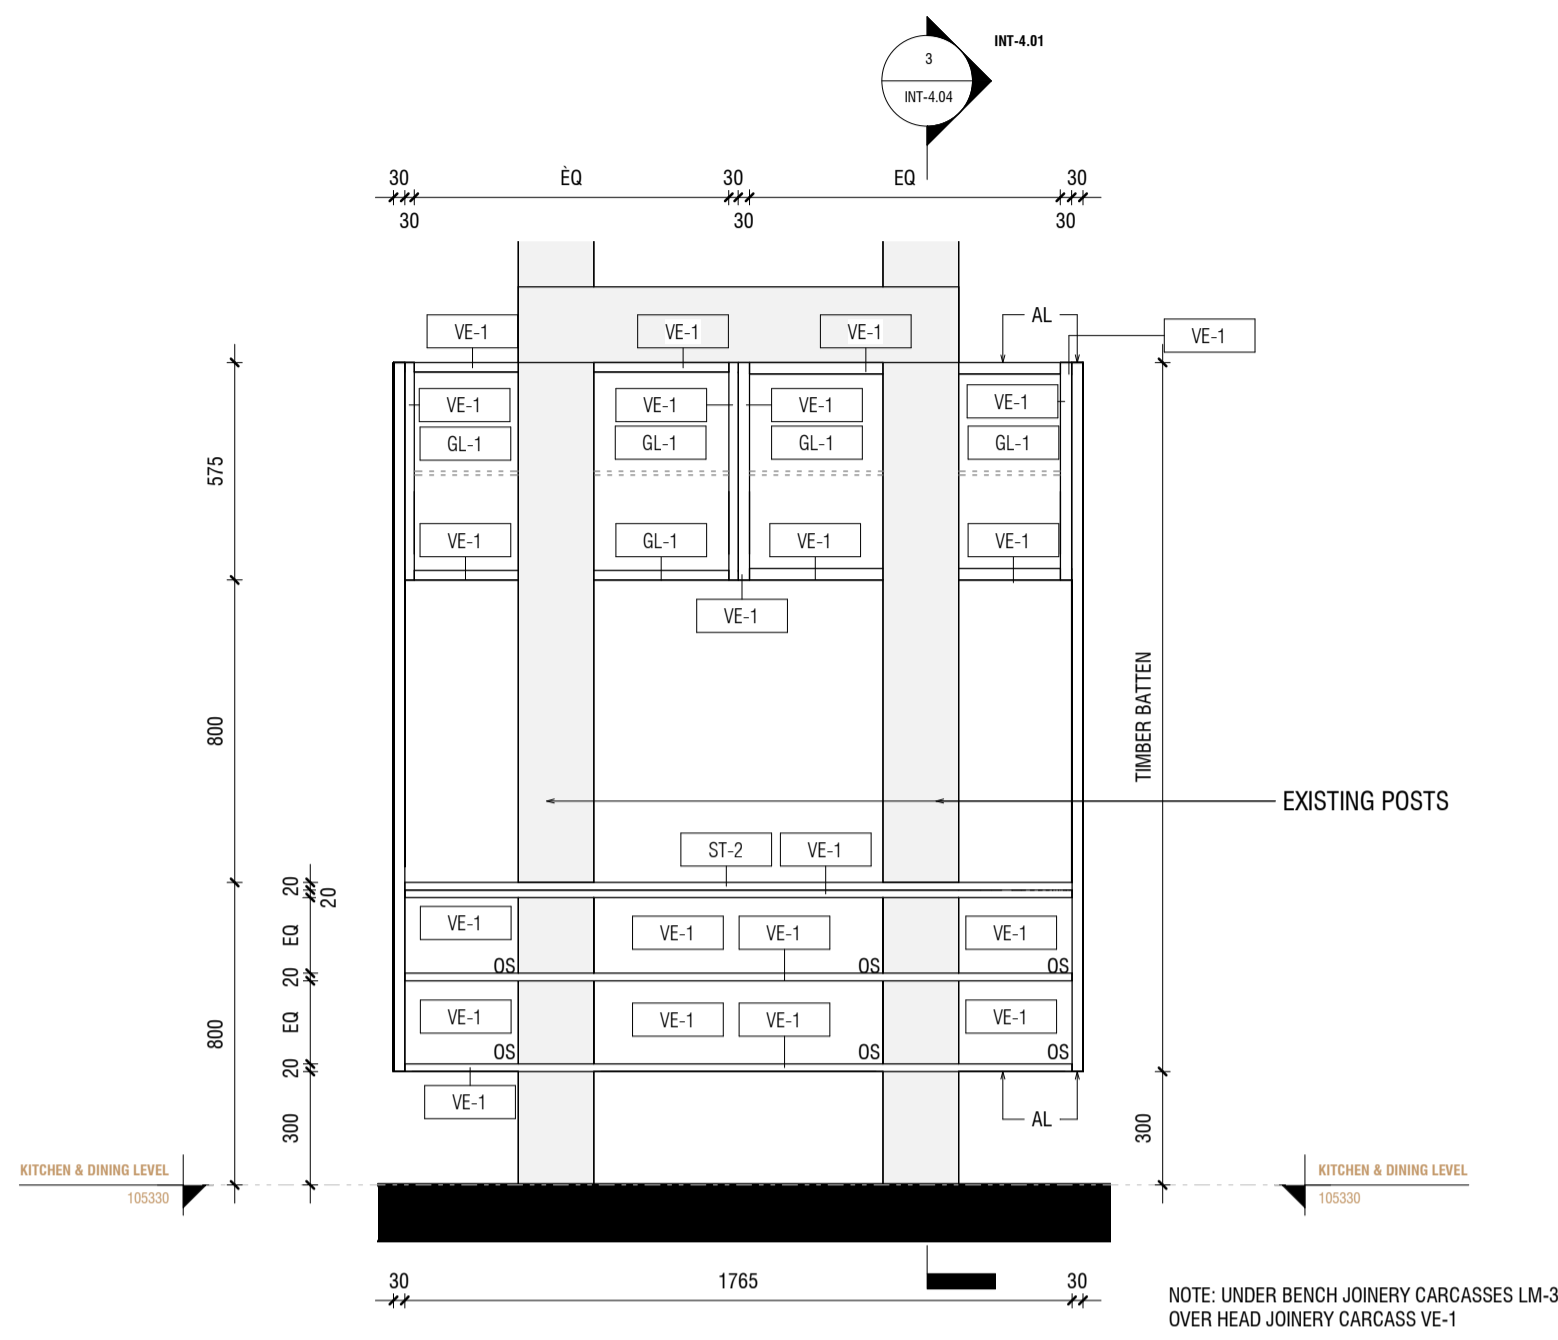 INT-4.01
3
INT-4.04
30 ÈQ 30 EQ 30
30 30 30
AL
VE-1 VE-1 VE-1 VE-1
VE-1 VE-1 VE-1 VE-1
GL-1 GL-1 GL-1 GL-1
575
VE-1 GL-1 VE-1 VE-1
VE-1
800
TIMBER BATTEN
EXISTING POSTS
ST-2 VE-1
20
20
VE-1 VE-1 VE-1 VE-1
EQ
OS OS OS
20
VE-1 VE-1 VE-1 VE-1
EQ
800
OS OS OS
20
VE-1
AL
300 300
KITCHEN & DINING LEVEL
105330
KITCHEN & DINING LEVEL
105330
30 1765 30
NOTE: UNDER BENCH JOINERY CARCASSES LM-3
OVER HEAD JOINERY CARCASS VE-1